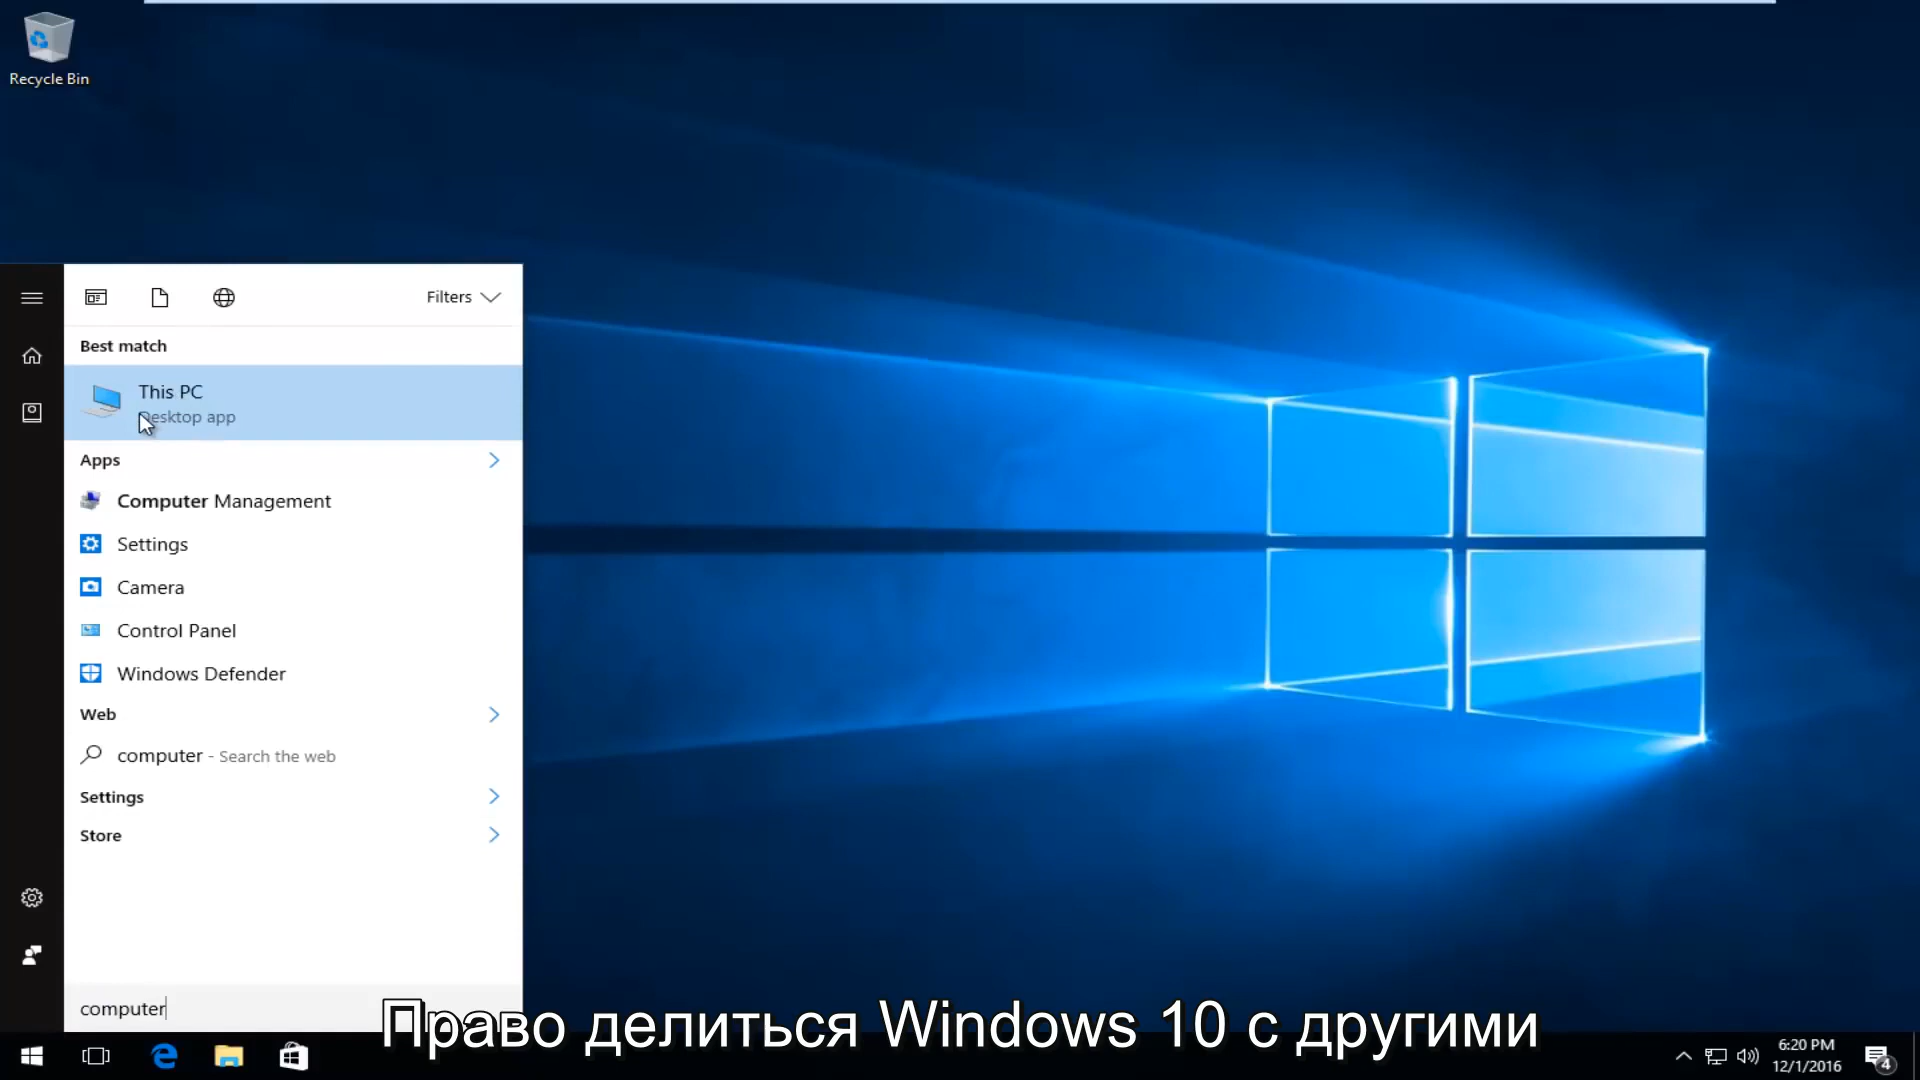 Recycle Bin
Filters
Best match
This PC
Desktop app
Apps
Computer Management
Settings
Camera
Control Panel
Windows Defender
Web
computer - Search the web
Settings
Store
computer
Право делиться Windows 10 с другими
6:20 PM
12/1/2016
4